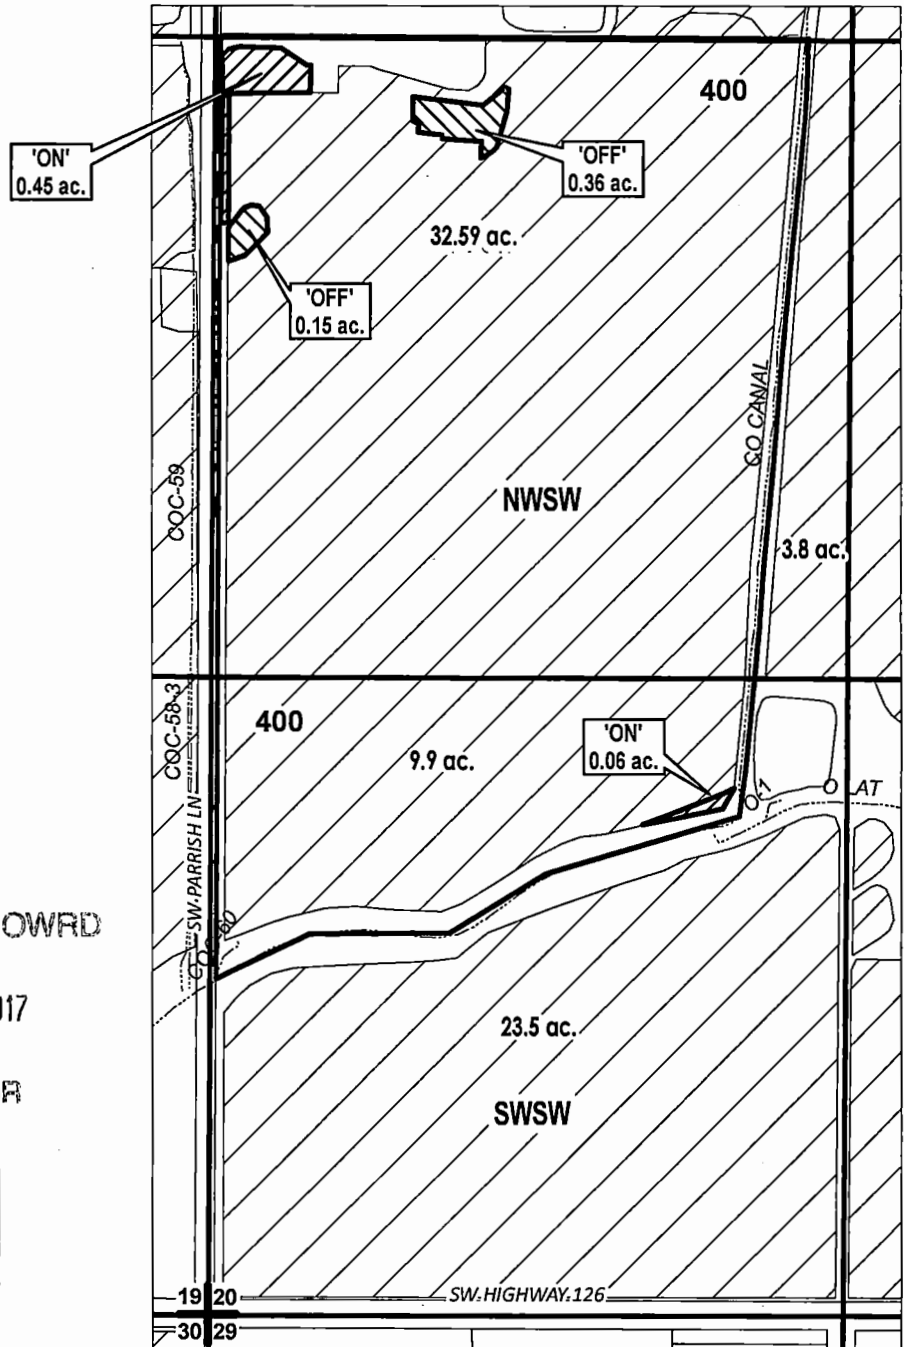 400
'ON'
0.45 ac.
'OFF'
0.36 ac.
32.59 ac.
'OFF'
0.15 ac.
CO CANAL
COC-59
NWSW
3.8 ac.
COC-58-3
400
'ON'
0.06 ac.
9.9 ac.
O-1
O LAT
SW PARRISH LN
OWRD
17
R
23.5 ac.
SWSW
19 20
SW HIGHWAY 126
30 29